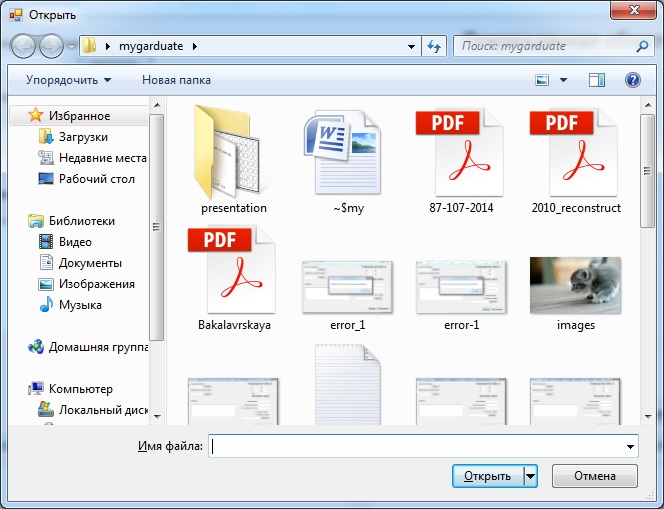 Открыть
mygarduate
Поиск: mygarduate
Упорядочить
Новая папка
Избранное
Загрузки
Недавние места
Рабочий стол
Библиотеки
Видео
Документы
Изображения
Музыка
Домашняя группа
Компьютер
Локальный диск
PDF
PDF
presentation
~$my
87-107-2014
2010_reconstruct
PDF
Bakalavrskaya
error_1
error-1
images
Имя файла:
Открыть
Отмена